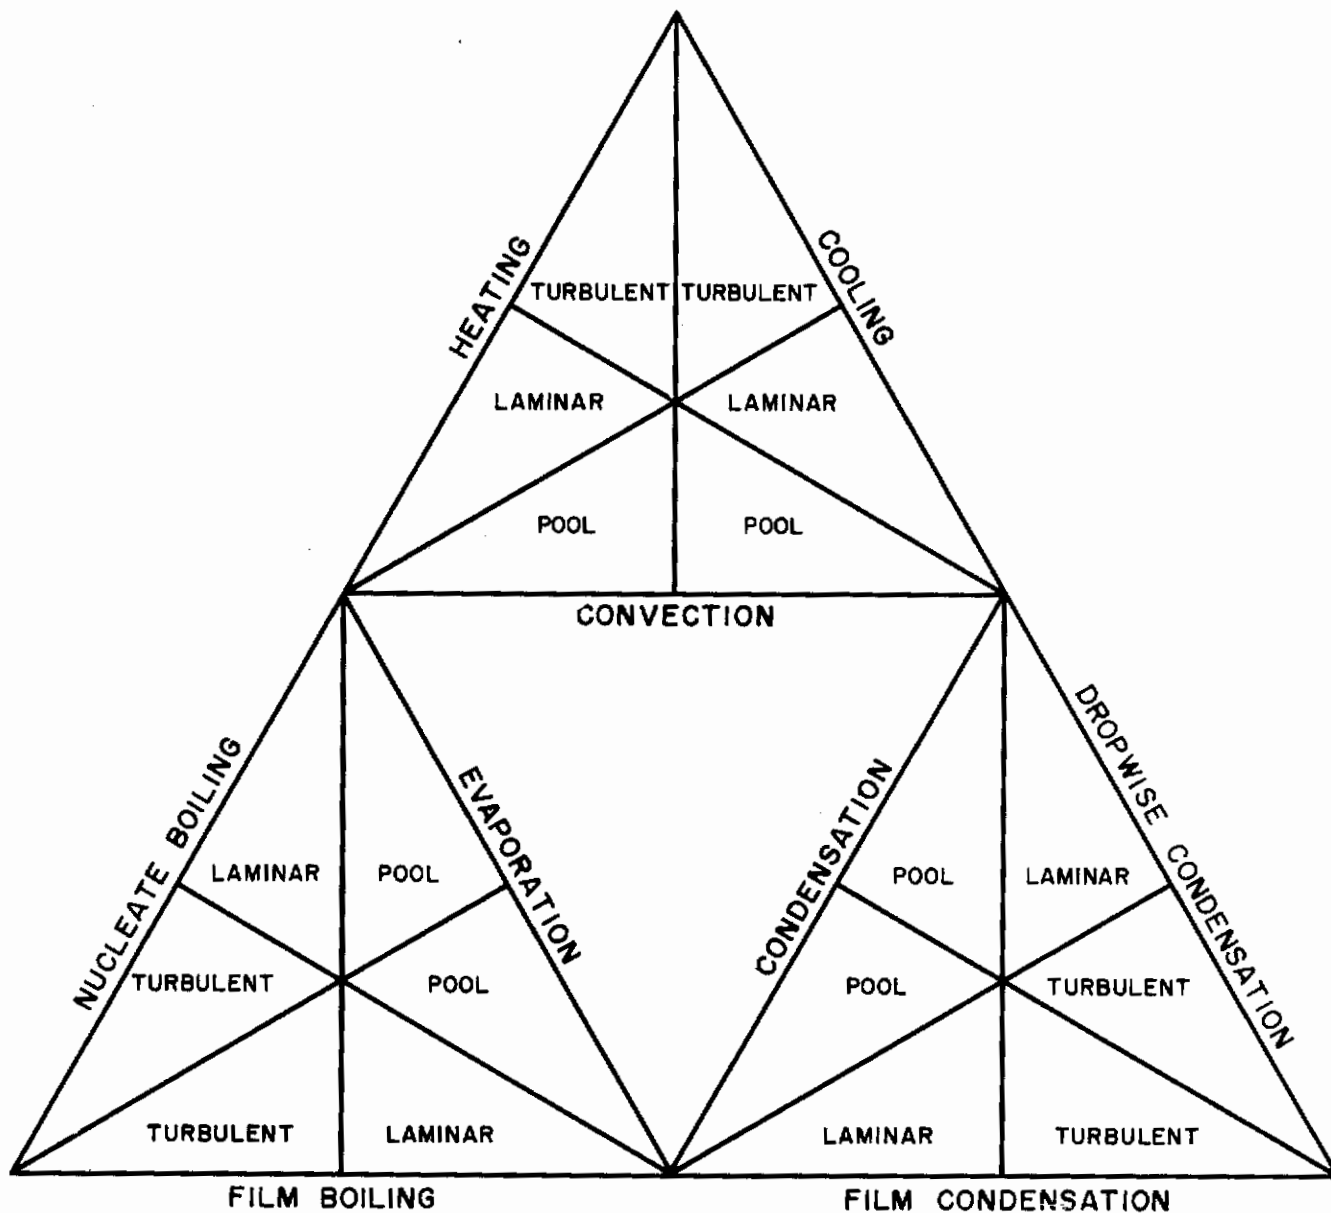 HEATING
COOLING
TURBULENT
TURBULENT
LAMINAR
LAMINAR
POOL
POOL
CONVECTION
NUCLEATE BOILING
EVAPORATION
CONDENSATION
DROPWISE CONDENSATION
LAMINAR
POOL
POOL
LAMINAR
TURBULENT
POOL
POOL
TURBULENT
TURBULENT
LAMINAR
LAMINAR
TURBULENT
FILM BOILING
FILM CONDENSATION